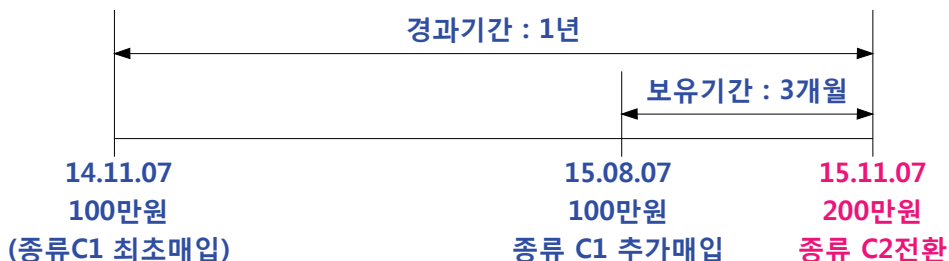 경과기간 : 1년
보유기간 : 3개월
14.11.07
100만원
(종류C1 최초매입)
15.08.07
100만원
종류 C1 추가매입
15.11.07
200만원
종류 C2전환